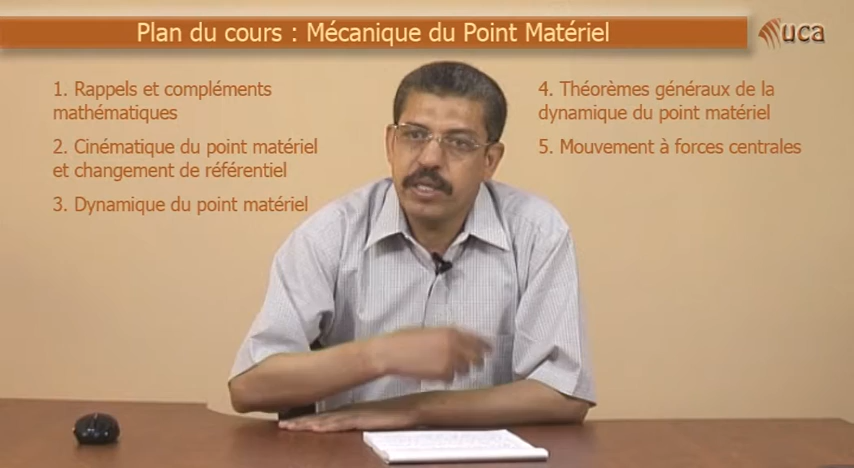 Plan du cours : Mécanique du Point Matériel
uca
1. Rappels et compléments
mathématiques
2. Cinématique du point matériel
et changement de référentiel
3. Dynamique du point matériel
4. Théorèmes généraux de la
dynamique du point matériel
5. Mouvement à forces centrales